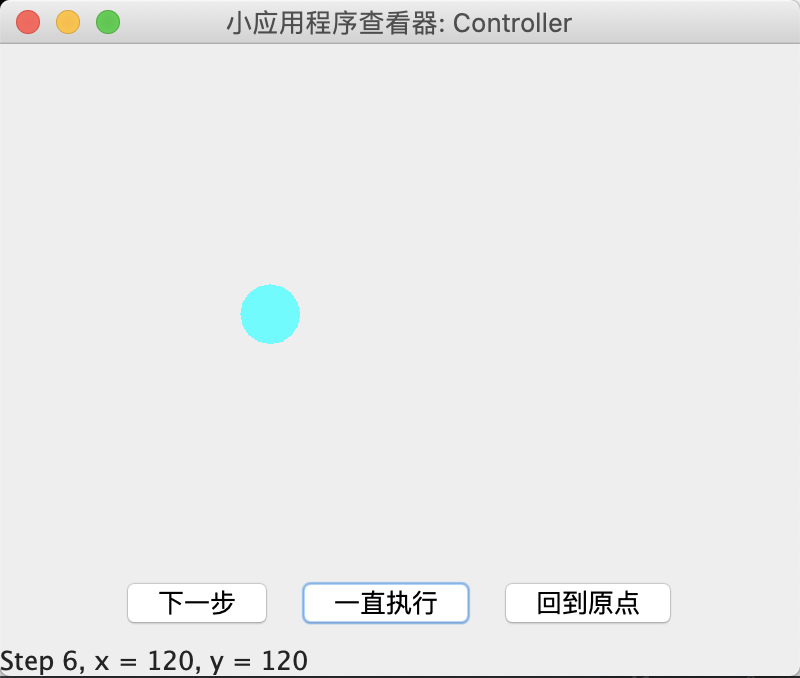 小应用程序查看器: Controller
下一步 一直执行 回到原点
Step 6, x = 120, y = 120